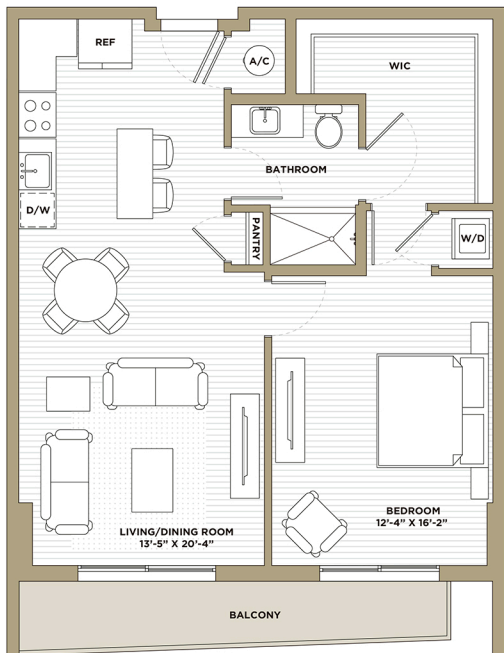 REF
A/C
WIC
BATHROOM
D/W
PANTRY
W/D
LIVING/DINING ROOM
13'-5" X 20'-4"
BEDROOM
12'-4" X 16'-2"
BALCONY